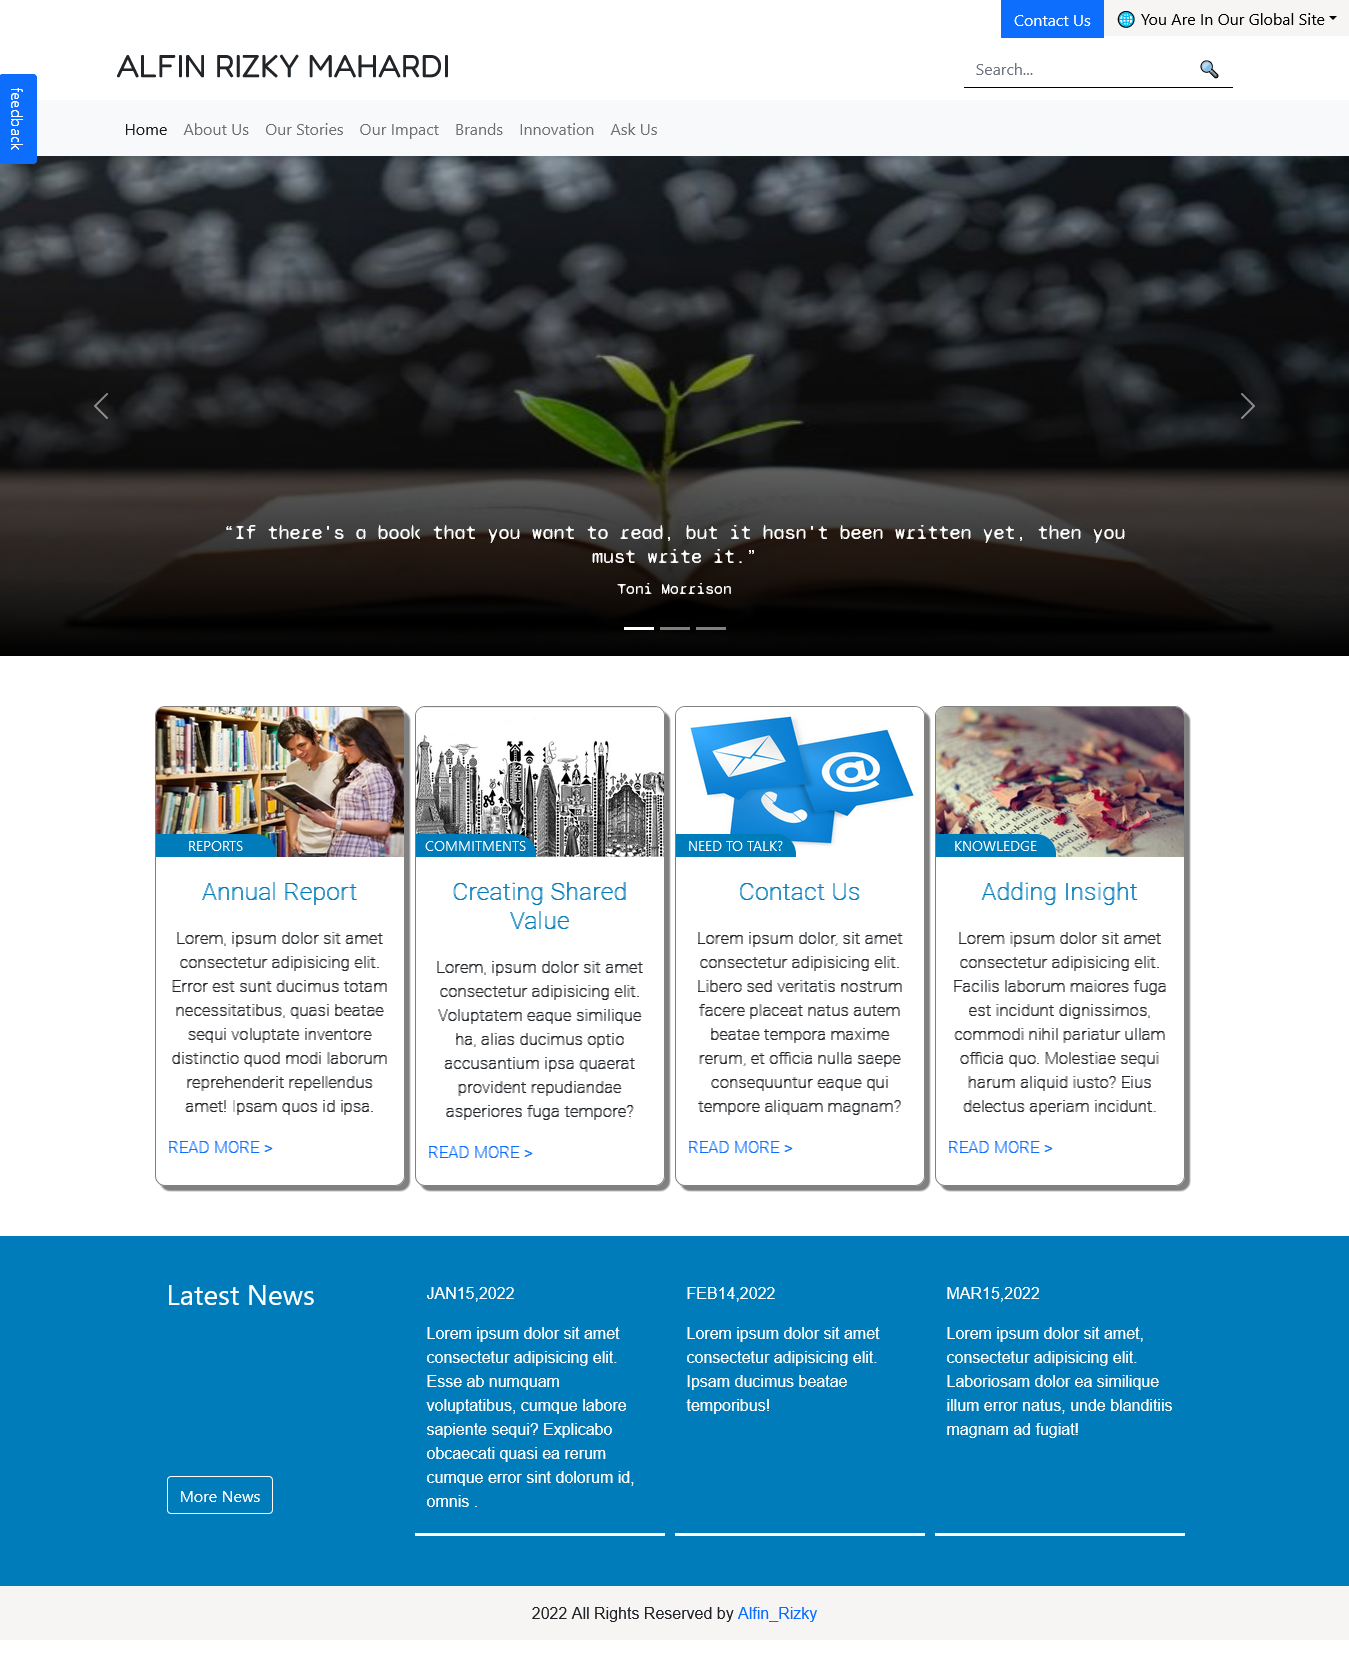 Contact Us
You Are In Our Global Site
ALFIN RIZKY MAHARDI
Search...
feedback
Home About Us Our Stories Our Impact Brands Innovation Ask Us
“If there's a book that you want to read, but it hasn't been written yet, then you
must write it.”
Toni Morrison
REPORTS
Annual Report
Lorem, ipsum dolor sit amet
consectetur adipisicing elit.
Error est sunt ducimus totam
necessitatibus, quasi beatae
sequi voluptate inventore
distinctio quod modi laborum
reprehenderit repellendus
amet! Ipsam quos id ipsa.
READ MORE >
COMMITMENTS
Creating Shared
Value
Lorem, ipsum dolor sit amet
consectetur adipisicing elit.
Voluptatem eaque similique
ha, alias ducimus optio
accusantium ipsa quaerat
provident repudiandae
asperiores fuga tempore?
READ MORE >
NEED TO TALK?
Contact Us
Lorem ipsum dolor, sit amet
consectetur adipisicing elit.
Libero sed veritatis nostrum
facere placeat natus autem
beatae tempora maxime
rerum, et officia nulla saepe
consequuntur eaque qui
tempore aliquam magnam?
READ MORE >
KNOWLEDGE
Adding Insight
Lorem ipsum dolor sit amet
consectetur adipisicing elit.
Facilis laborum maiores fuga
est incidunt dignissimos,
commodi nihil pariatur ullam
officia quo. Molestiae sequi
harum aliquid iusto? Eius
delectus aperiam incidunt.
READ MORE >
Latest News
More News
JAN15,2022
Lorem ipsum dolor sit amet
consectetur adipisicing elit.
Esse ab numquam
voluptatibus, cumque labore
sapiente sequi? Explicabo
obcaecati quasi ea rerum
cumque error sint dolorum id,
omnis .
FEB14,2022
Lorem ipsum dolor sit amet
consectetur adipisicing elit.
Ipsam ducimus beatae
temporibus!
MAR15,2022
Lorem ipsum dolor sit amet,
consectetur adipisicing elit.
Laboriosam dolor ea similique
illum error natus, unde blanditiis
magnam ad fugiat!
2022 All Rights Reserved by Alfin_Rizky